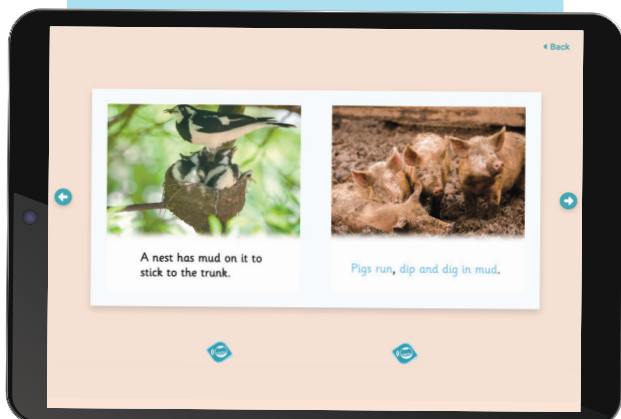 Back
A nest has mud on it to
stick to the trunk.
Pigs run, dip and dig in mud.